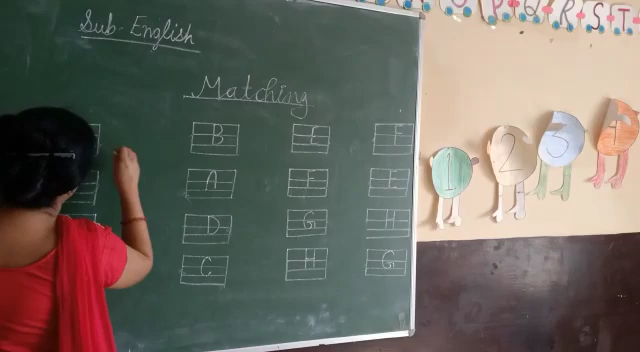 P Q R S T
Sub- English
Matching
B E F
A F E
D G H
C H G
1 2 3 4